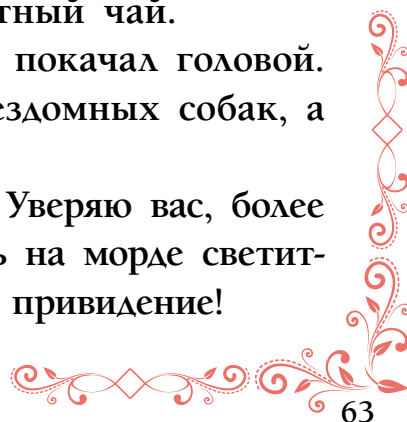 тный чай.
покачал головой.
ездомных собак, а
Уверяю вас, более
ь на морде светит-
привидение!
63